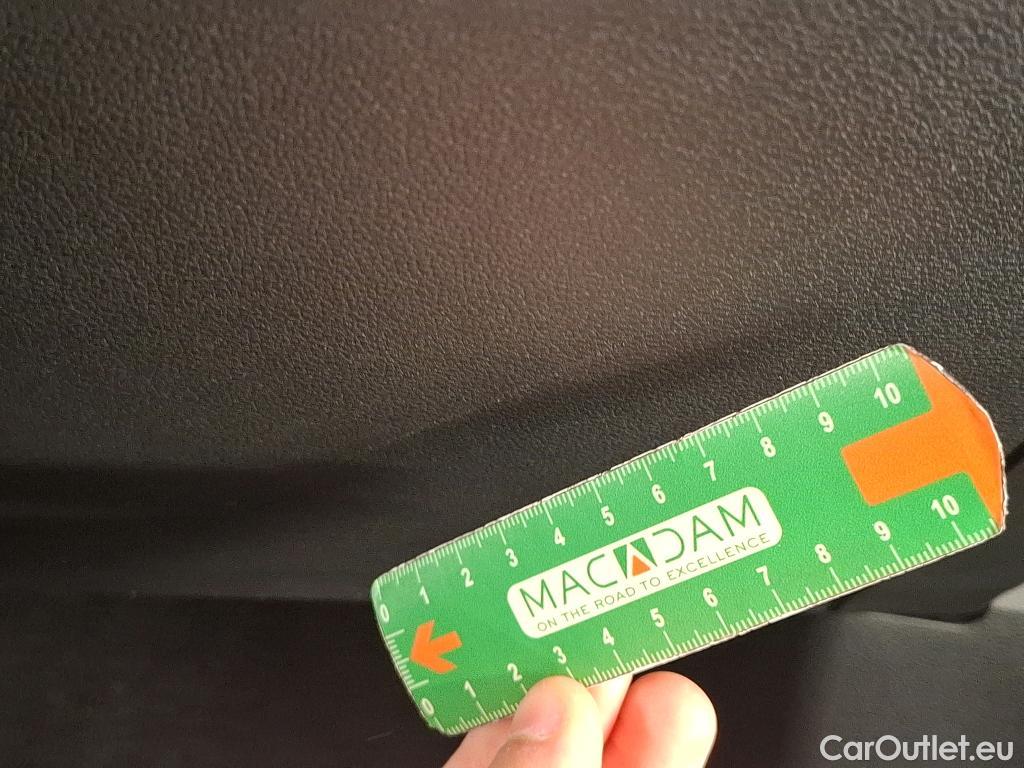 0 1 2 3 4 5 6 7 8 9 10
MACADAM
ON THE ROAD TO EXCELLENCE
0 1 2 3 4 5 6 7 8 9 10
CarOutlet.eu